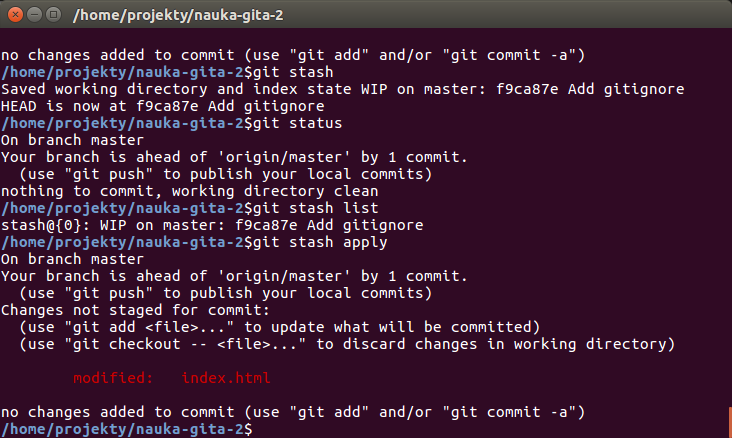 /home/projekty/nauka-gita-2
no changes added to commit (use "git add" and/or "git commit -a")
/home/projekty/nauka-gita-2$git stash
Saved working directory and index state WIP on master: f9ca87e Add gitignore
HEAD is now at f9ca87e Add gitignore
/home/projekty/nauka-gita-2$git status
On branch master
Your branch is ahead of 'origin/master' by 1 commit.
  (use "git push" to publish your local commits)
nothing to commit, working directory clean
/home/projekty/nauka-gita-2$git stash list
stash@{0}: WIP on master: f9ca87e Add gitignore
/home/projekty/nauka-gita-2$git stash apply
On branch master
Your branch is ahead of 'origin/master' by 1 commit.
  (use "git push" to publish your local commits)
Changes not staged for commit:
  (use "git add <file>..." to update what will be committed)
  (use "git checkout -- <file>..." to discard changes in working directory)
        modified:   index.html
no changes added to commit (use "git add" and/or "git commit -a")
/home/projekty/nauka-gita-2$